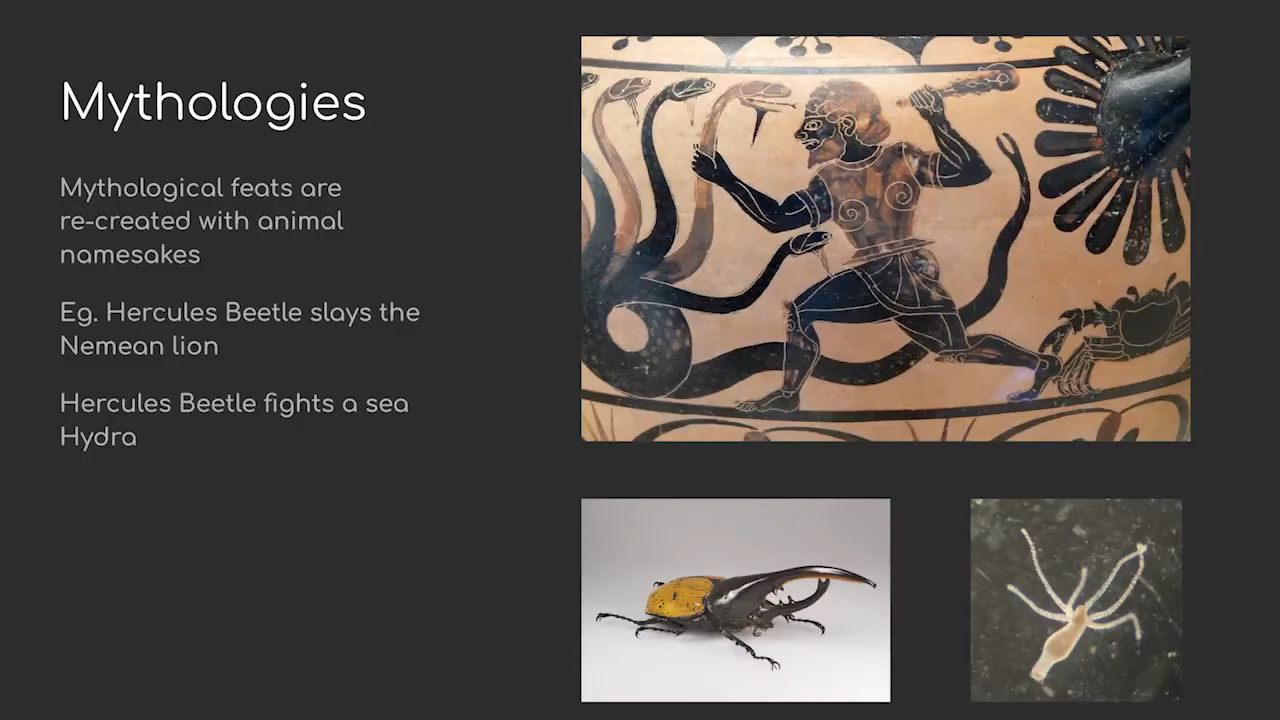 Mythologies
Mythological feats are
re-created with animal
namesakes
Eg. Hercules Beetle slays the
Nemean lion
Hercules Beetle fights a sea
Hydra